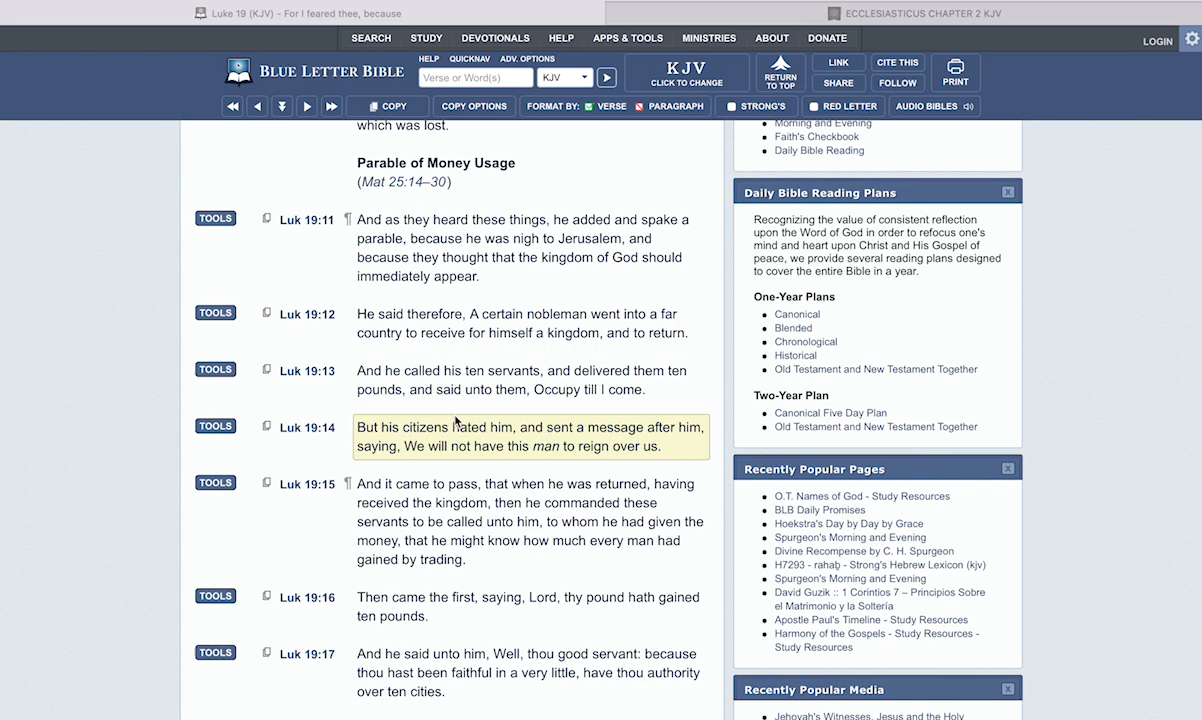 Luke 19 (KJV) - For I feared thee, because
ECCLESIASTICUS CHAPTER 2 KJV
SEARCH STUDY DEVOTIONALS HELP APPS & TOOLS MINISTRIES ABOUT DONATE
LOGIN
BLUE LETTER BIBLE
HELP QUICKNAV ADV. OPTIONS
Verse or Word(s) KJV
KJV
CLICK TO CHANGE
RETURN
TO TOP
LINK CITE THIS
SHARE FOLLOW
PRINT
COPY COPY OPTIONS FORMAT BY: VERSE PARAGRAPH STRONG'S RED LETTER AUDIO BIBLES
which was lost.
Parable of Money Usage
(Mat 25:14–30)
TOOLS Luk 19:11 ¶ And as they heard these things, he added and spake a
parable, because he was nigh to Jerusalem, and
because they thought that the kingdom of God should
immediately appear.
TOOLS Luk 19:12 He said therefore, A certain nobleman went into a far
country to receive for himself a kingdom, and to return.
TOOLS Luk 19:13 And he called his ten servants, and delivered them ten
pounds, and said unto them, Occupy till I come.
TOOLS Luk 19:14 But his citizens hated him, and sent a message after him,
saying, We will not have this man to reign over us.
TOOLS Luk 19:15 ¶ And it came to pass, that when he was returned, having
received the kingdom, then he commanded these
servants to be called unto him, to whom he had given the
money, that he might know how much every man had
gained by trading.
TOOLS Luk 19:16 Then came the first, saying, Lord, thy pound hath gained
ten pounds.
TOOLS Luk 19:17 And he said unto him, Well, thou good servant: because
thou hast been faithful in a very little, have thou authority
over ten cities.
Morning and Evening
Faith's Checkbook
Daily Bible Reading
Daily Bible Reading Plans
Recognizing the value of consistent reflection
upon the Word of God in order to refocus one's
mind and heart upon Christ and His Gospel of
peace, we provide several reading plans designed
to cover the entire Bible in a year.
One-Year Plans
Canonical
Blended
Chronological
Historical
Old Testament and New Testament Together
Two-Year Plan
Canonical Five Day Plan
Old Testament and New Testament Together
Recently Popular Pages
O.T. Names of God - Study Resources
BLB Daily Promises
Hoekstra's Day by Day by Grace
Spurgeon's Morning and Evening
Divine Recompense by C. H. Spurgeon
H7293 - rahaḇ - Strong's Hebrew Lexicon (kjv)
Spurgeon's Morning and Evening
David Guzik :: 1 Corintios 7 – Principios Sobre
el Matrimonio y la Soltería
Apostle Paul's Timeline - Study Resources
Harmony of the Gospels - Study Resources -
Study Resources
Recently Popular Media
Jehovah's Witnesses, Jesus and the Holy